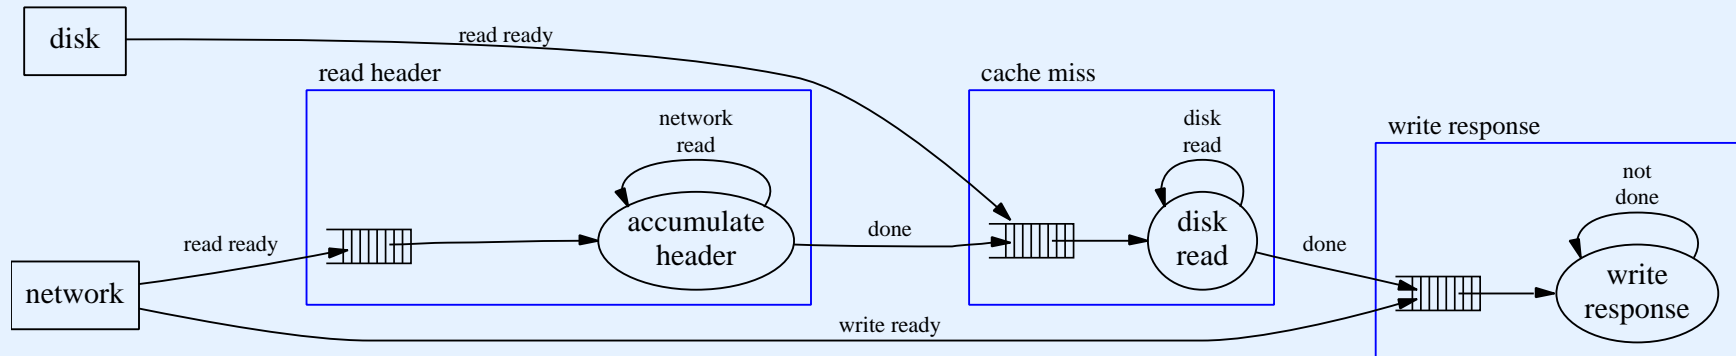 disk
read ready
read header
cache miss
write response
network
read
disk
read
not
done
accumulate
header
disk
read
read ready
done
done
network
write
response
write ready